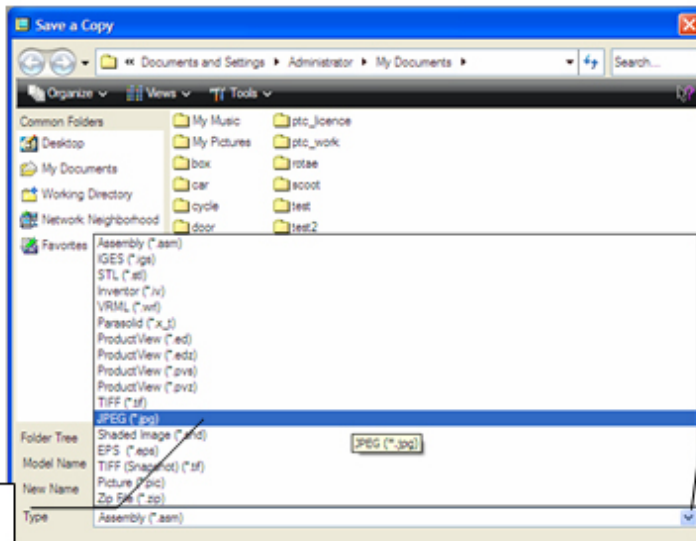 Save a Copy
« Documents and Settings Administrator My Documents Search...
Organize Views Tools
Common Folders
Desktop
My Documents
Working Directory
Network Neighborhood
Favorites
My Music ptc_licence
My Pictures ptc_work
box rotae
car scoot
cycle test
door test2
Assembly (*.asm)
IGES (*.igs)
STL (*.stl)
Inventor (*.iv)
VRML (*.wrl)
Parasolid (*.x_t)
ProductView (*.ed)
ProductView (*.edz)
ProductView (*.pvs)
ProductView (*.pvz)
TIFF (*.tif)
JPEG (*.jpg)
Shaded Image (*.shd)
EPS (*.eps)
TIFF (Snapshot) (*.tif)
Picture (*.pic)
Zip File (*.zip)
JPEG (*.jpg)
Folder Tree
Model Name
New Name
Type Assembly (*.asm)